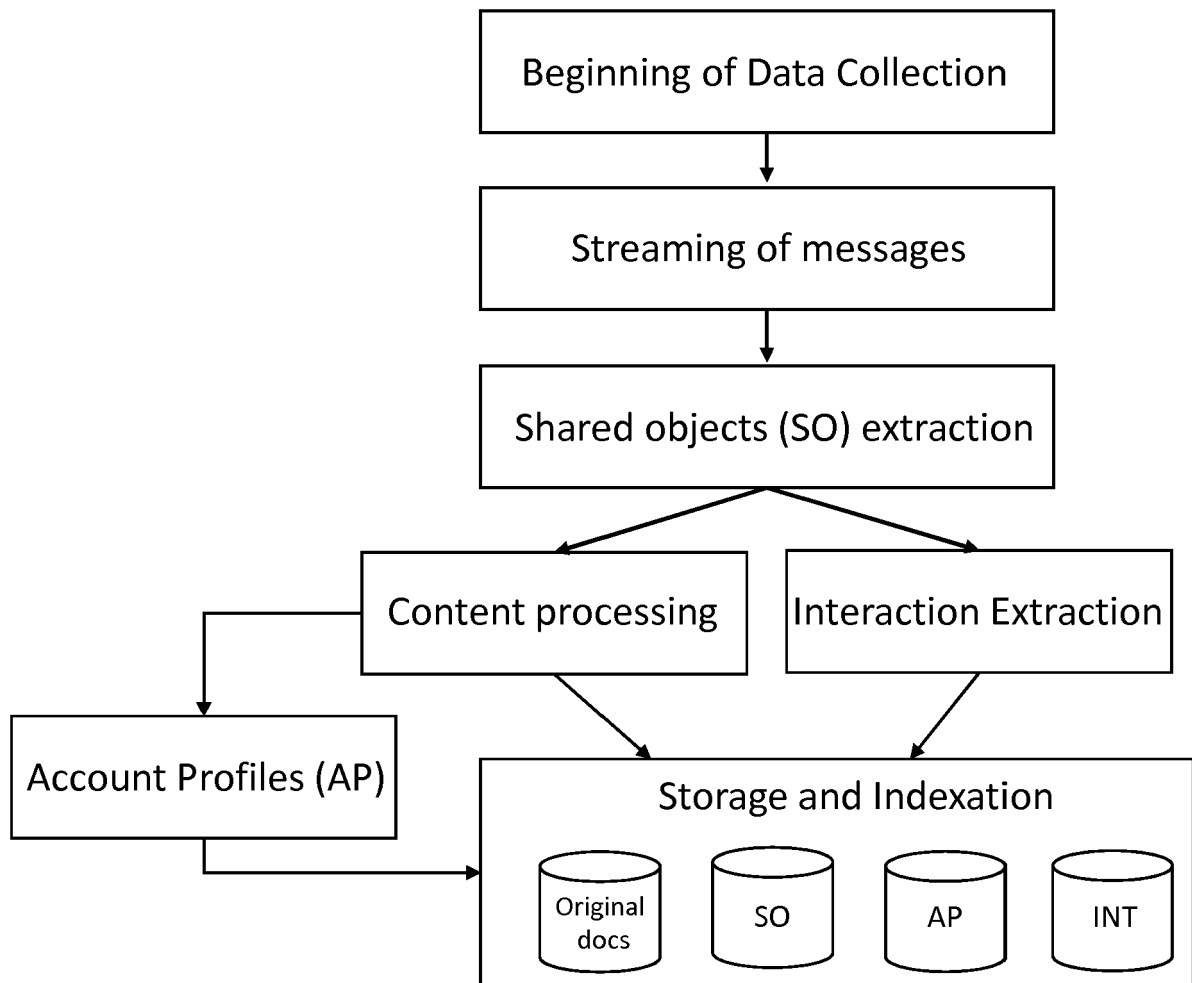 Beginning of Data Collection
Streaming of messages
Shared objects (SO) extraction
Content processing
Interaction Extraction
Account Profiles (AP)
Storage and Indexation
Original
docs
SO
AP
INT